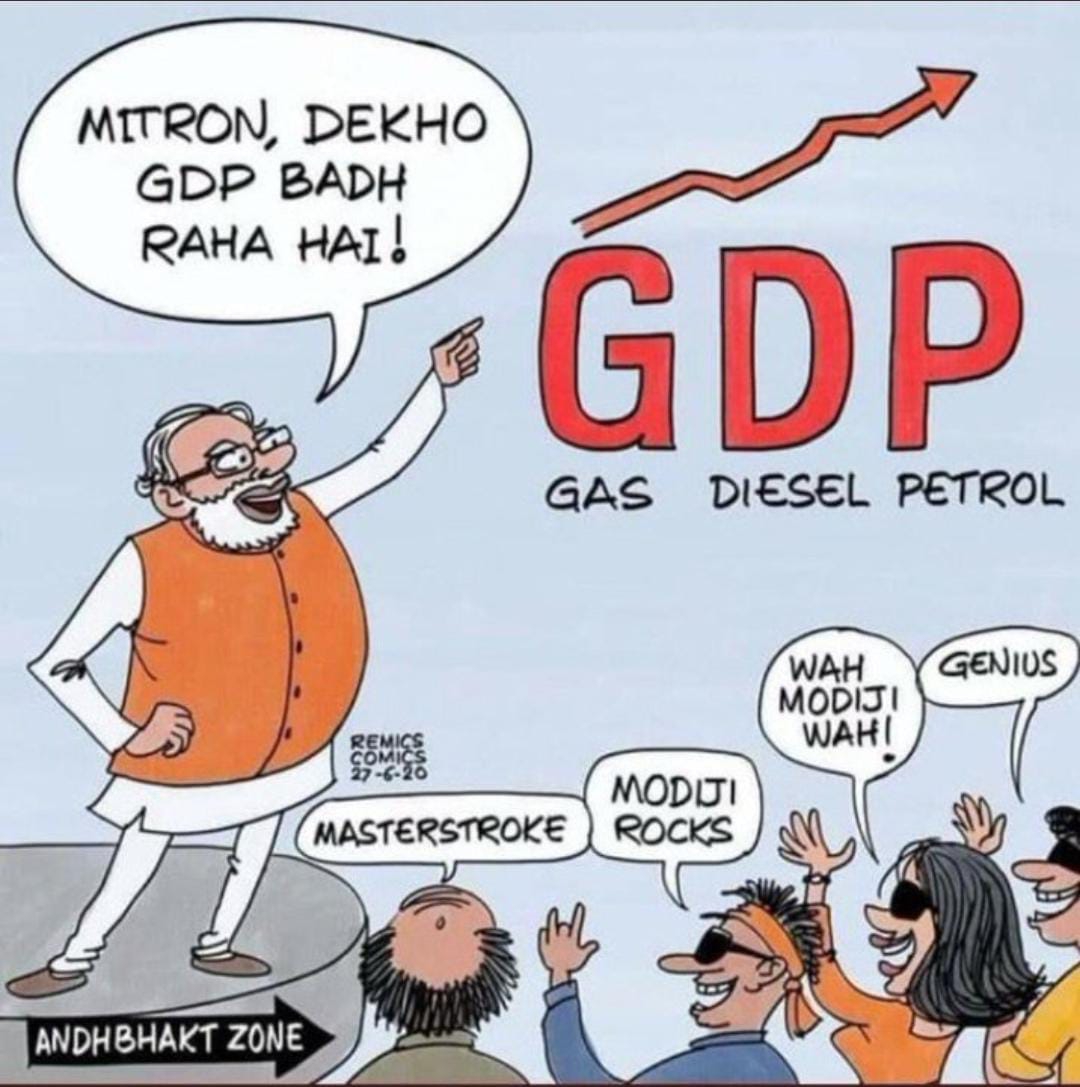 MITRON, DEKHO
GDP BADH
RAHA HAI!
GDP
GAS DIESEL PETROL
WAH
MODIJI
WAH!
GENIUS
REMICS
COMICS
27-6-20
MASTERSTROKE
MODIJI
ROCKS
ANDHBHAKT ZONE